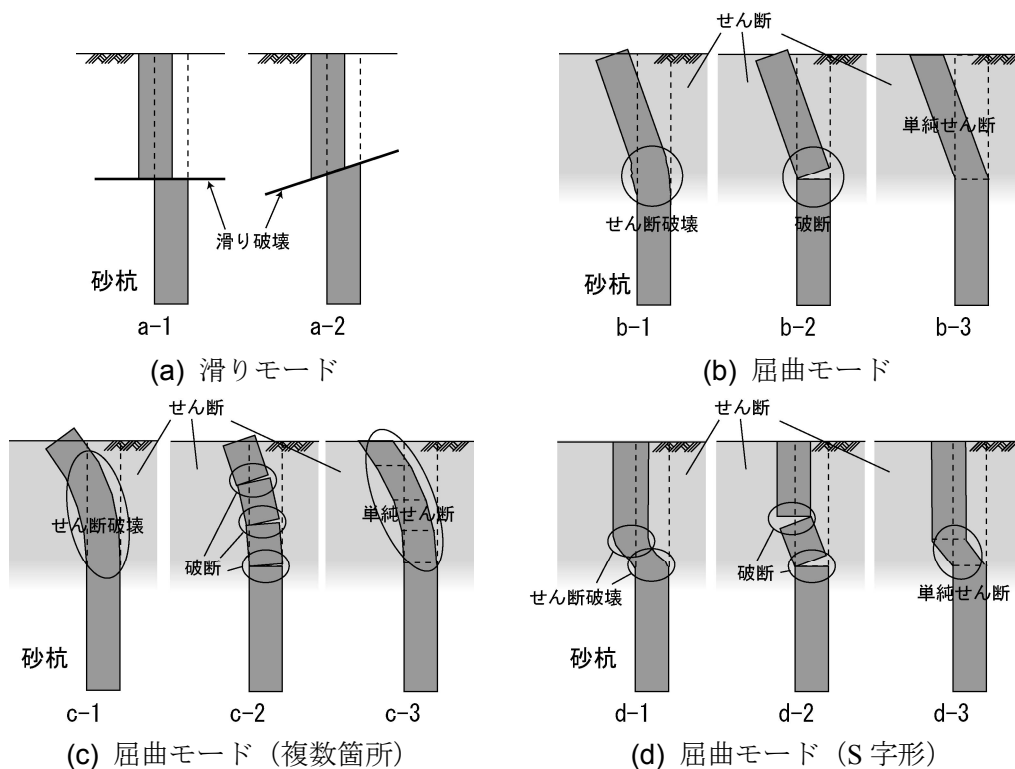 滑り破壊
砂杭
a-1
a-2
(a) 滑りモード
せん断
単純せん断
せん断破壊
破断
b-1
b-2
b-3
(b) 屈曲モード
せん断
せん断破壊
単純せん断
破断
砂杭
c-1
c-2
c-3
(c) 屈曲モード（複数箇所）
せん断
破断
せん断破壊
単純せん断
砂杭
d-1
d-2
d-3
(d) 屈曲モード（S 字形）